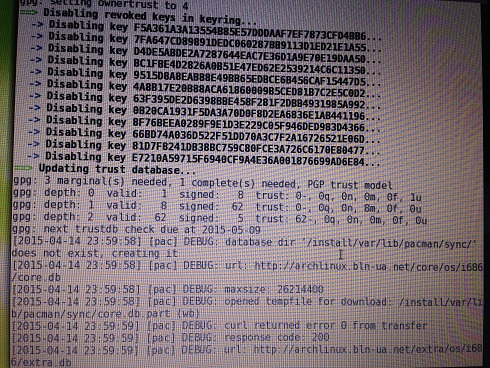 gpg: setting ownertrust to 4
==> Disabling revoked keys in keyring...
-> Disabling key F5A361A3A13554B85E57DDDAAF7EF7873CFD4BB6...
-> Disabling key 7FA647CD89891DEDC060287BB9113D1ED21E1A55...
-> Disabling key D4DE5ABDE2A7287644EAC7E36D1A9E70E19DAA50...
-> Disabling key BC1FBE4D2826A0B51E47ED62E2539214C6C11350...
-> Disabling key 9515D8A8EAB88E49BB65EDBCE6B456CAF15447D5...
-> Disabling key 4A8B17E20B88ACA61860009B5CED81B7C2E5C0D2...
-> Disabling key 63F395DE2D6398BBE458F281F2DBB4931985A992...
-> Disabling key 0B20CA1931F5DA3A70D0F8D2EA6836E1AB441196...
-> Disabling key 8F76BEEA0289F9E1D3E229C05F946DED983D4366...
-> Disabling key 66BD74A036D522F51DD70A3C7F2A16726521E06D...
-> Disabling key 81D7F8241DB38BC759C80FCE3A726C6170E80477...
-> Disabling key E7210A59715F6940CF9A4E36A001876699AD6E84...
==> Updating trust database...
gpg: 3 marginal(s) needed, 1 complete(s) needed, PGP trust model
gpg: depth: 0 valid: 1 signed: 8 trust: 0-, 0q, 0n, 0m, 0f, 1u
gpg: depth: 1 valid: 8 signed: 62 trust: 0-, 0q, 0n, 8m, 0f, 0u
gpg: depth: 2 valid: 62 signed: 5 trust: 62-, 0q, 0n, 0m, 0f, 0u
gpg: next trustdb check due at 2015-05-09
[2015-04-14 23:59:58] [pac] DEBUG: database dir '/install/var/lib/pacman/sync/'
does not exist, creating it
[2015-04-14 23:59:58] [pac] DEBUG: url: http://archlinux.bln-ua.net/core/os/i686
/core.db
[2015-04-14 23:59:58] [pac] DEBUG: maxsize: 26214400
[2015-04-14 23:59:58] [pac] DEBUG: opened tempfile for download: /install/var/li
b/pacman/sync/core.db.part (wb)
[2015-04-14 23:59:59] [pac] DEBUG: curl returned error 0 from transfer
[2015-04-14 23:59:59] [pac] DEBUG: response code: 200
[2015-04-14 23:59:59] [pac] DEBUG: url: http://archlinux.bln-ua.net/extra/os/i68
6/extra.db